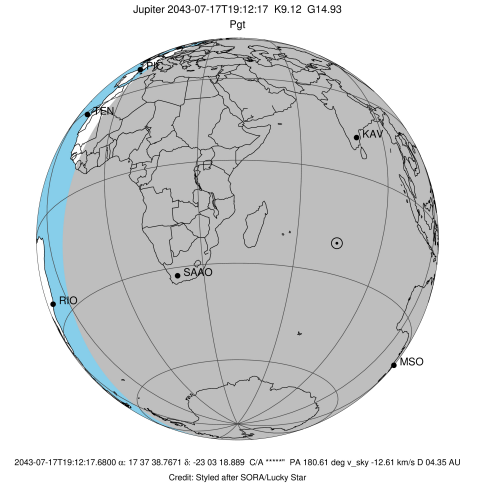 Jupiter 2043-07-17T19:12:17 K9.12 G14.93
Pgt
PIC
TEN
KAV
SAAO
RIO
MSO
2043-07-17T19:12:17.6800 α: 17 37 38.7671 δ: -23 03 18.889 C/A *****" PA 180.61 deg v_sky -12.61 km/s D 04.35 AU
Credit: Styled after SORA/Lucky Star